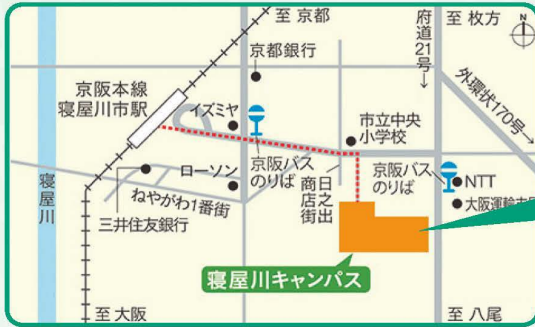 至 京都
府道21号→
至 枚方
N
京都銀行
外環状170号→
京阪本線
寝屋川市駅
イズミヤ
市立中央
小学校
京阪バス
のりば
京阪バス
のりば
NTT
ローソン
日之出
商店街
ねやがわ1番街
三井住友銀行
寝屋川
寝屋川キャンパス
至 大阪
至 八尾